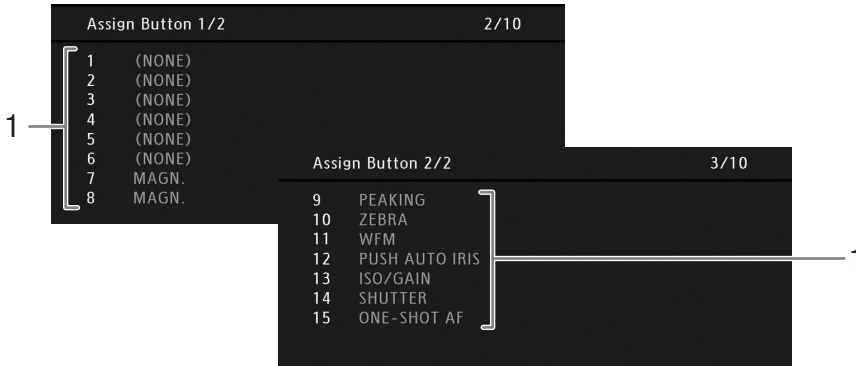 Assign Button 1/2 2/10
1 (NONE)
2 (NONE)
3 (NONE)
4 (NONE)
5 (NONE)
6 (NONE)
7 MAGN.
8 MAGN.
1
Assign Button 2/2 3/10
9 PEAKING
10 ZEBRA
11 WFM
12 PUSH AUTO IRIS
13 ISO/GAIN
14 SHUTTER
15 ONE-SHOT AF
1